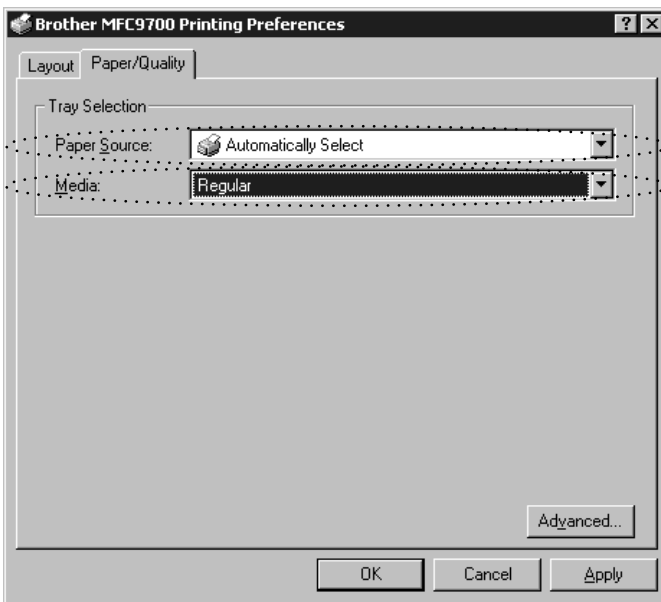 Brother MFC9700 Printing Preferences
Layout Paper/Quality
Tray Selection
Paper Source: Automatically Select
Media: Regular
Advanced...
OK Cancel Apply